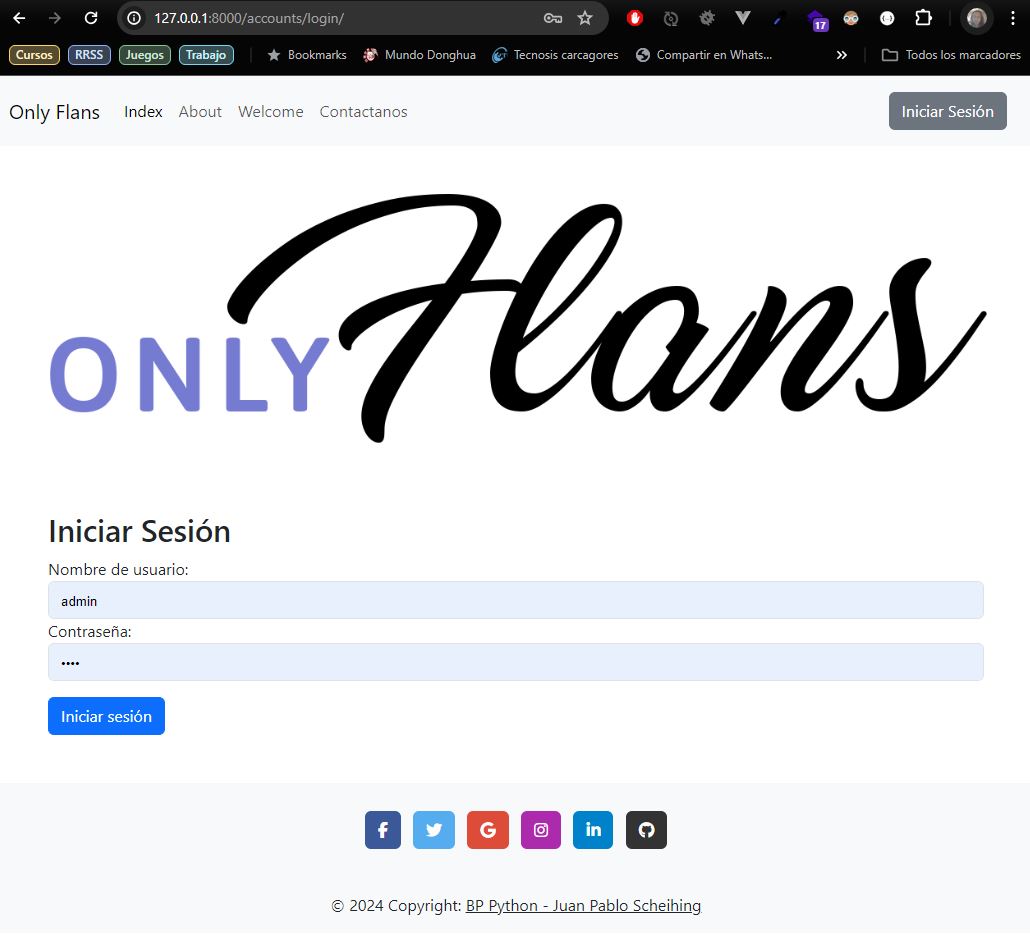 127.0.0.1:8000/accounts/login/
17
Cursos RRSS Juegos Trabajo Bookmarks Mundo Donghua Tecnosis carcagores Compartir en Whats... » Todos los marcadores
Only Flans Index About Welcome Contactanos Iniciar Sesión
ONLY Flans
Iniciar Sesión
Nombre de usuario:
admin
Contraseña:
••••
Iniciar sesión
© 2024 Copyright: BP Python - Juan Pablo Scheihing